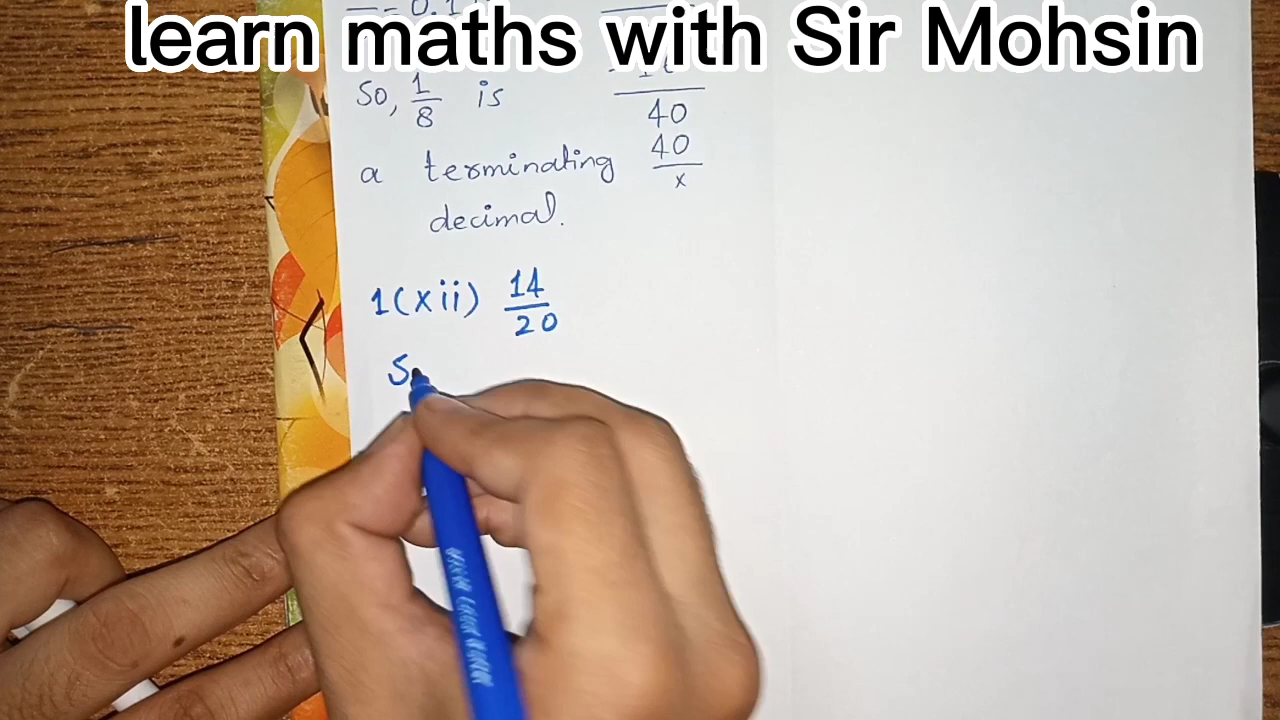 learn maths with Sir Mohsin
So, 1/8 is
40
a terminating
40
x
decimal.
1(xii) 14/20
S